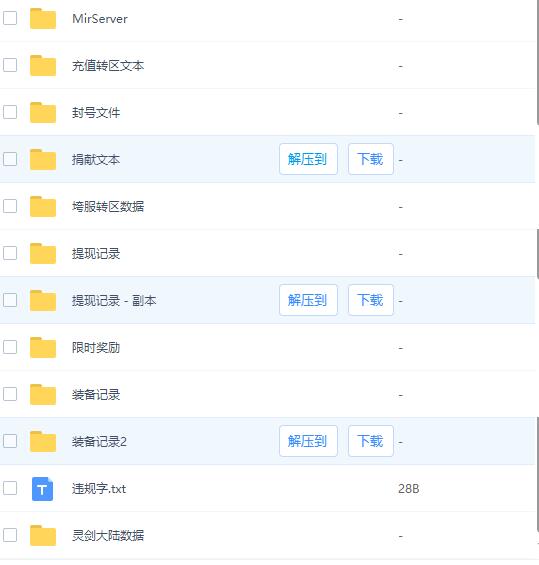 MirServer -
充值转区文本 -
封号文件 -
捐献文本 解压到 下载 -
垮服转区数据 -
提现记录 -
提现记录 - 副本 解压到 下载 -
限时奖励 -
装备记录 -
装备记录2 解压到 下载 -
违规字.txt 28B
灵剑大陆数据 -